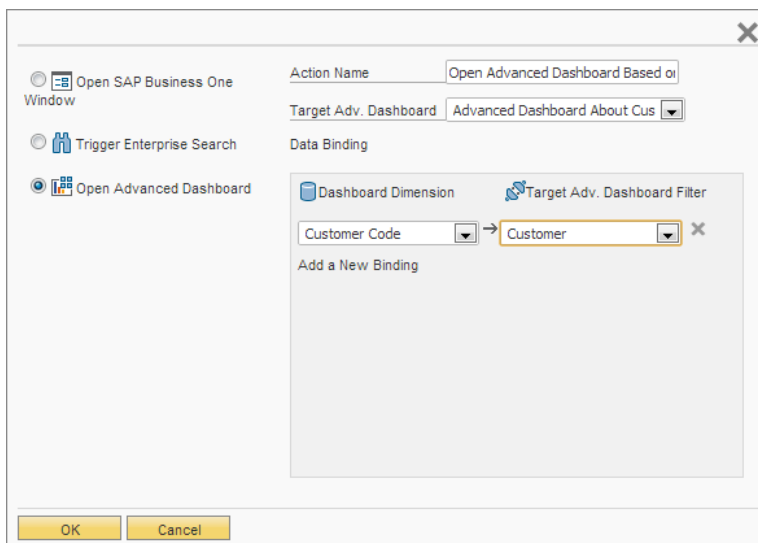 Open SAP Business One
Window
Trigger Enterprise Search
Open Advanced Dashboard
Action Name Open Advanced Dashboard Based or
Target Adv. Dashboard Advanced Dashboard About Cus
Data Binding
Dashboard Dimension Target Adv. Dashboard Filter
Customer Code → Customer
Add a New Binding
OK Cancel